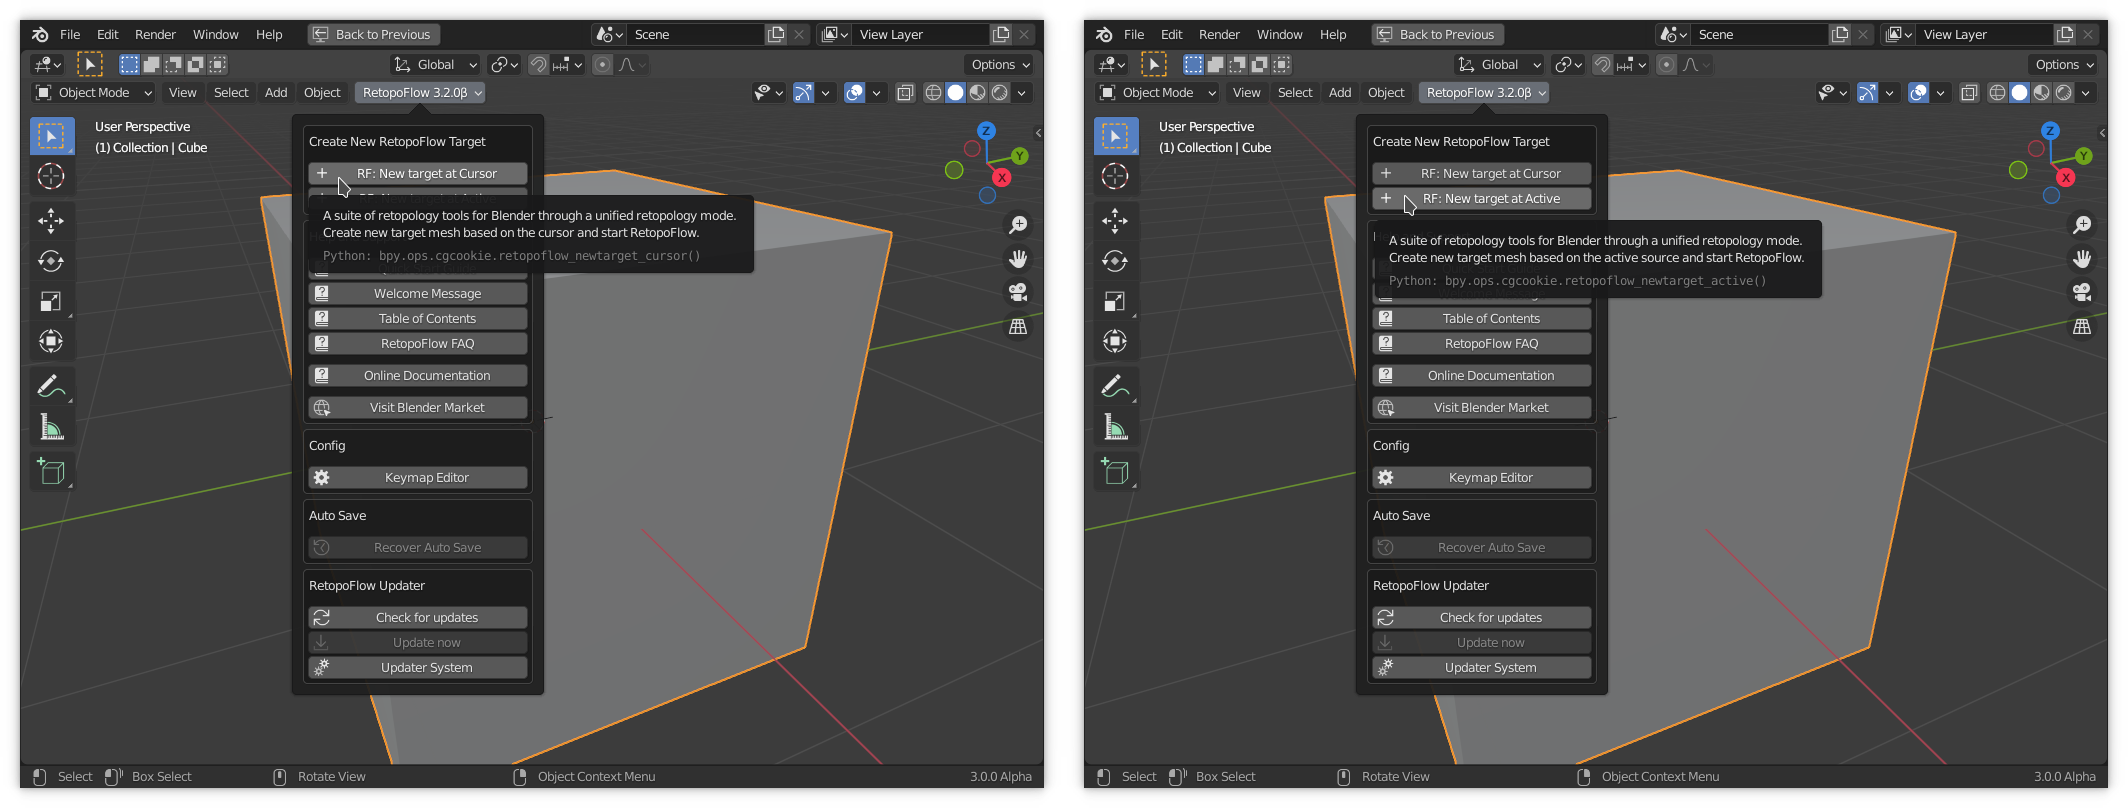 File Edit Render Window Help Back to Previous Scene View Layer
Global Options
Object Mode View Select Add Object RetopoFlow 3.2.0β
User Perspective
(1) Collection | Cube
Z
Y
X
Create New RetopoFlow Target
RF: New target at Cursor
A suite of retopology tools for Blender through a unified retopology mode.
Create new target mesh based on the cursor and start RetopoFlow.
Python: bpy.ops.cgcookie.retopoflow_newtarget_cursor()
Welcome Message
Table of Contents
RetopoFlow FAQ
Online Documentation
Visit Blender Market
Config
Keymap Editor
Auto Save
Recover Auto Save
RetopoFlow Updater
Check for updates
Update now
Updater System
Select Box Select Rotate View Object Context Menu 3.0.0 Alpha
File Edit Render Window Help Back to Previous Scene View Layer
Global Options
Object Mode View Select Add Object RetopoFlow 3.2.0β
User Perspective
(1) Collection | Cube
Z
Y
X
Create New RetopoFlow Target
RF: New target at Cursor
RF: New target at Active
A suite of retopology tools for Blender through a unified retopology mode.
Create new target mesh based on the active source and start RetopoFlow.
Python: bpy.ops.cgcookie.retopoflow_newtarget_active()
Table of Contents
RetopoFlow FAQ
Online Documentation
Visit Blender Market
Config
Keymap Editor
Auto Save
Recover Auto Save
RetopoFlow Updater
Check for updates
Update now
Updater System
Select Box Select Rotate View Object Context Menu 3.0.0 Alpha